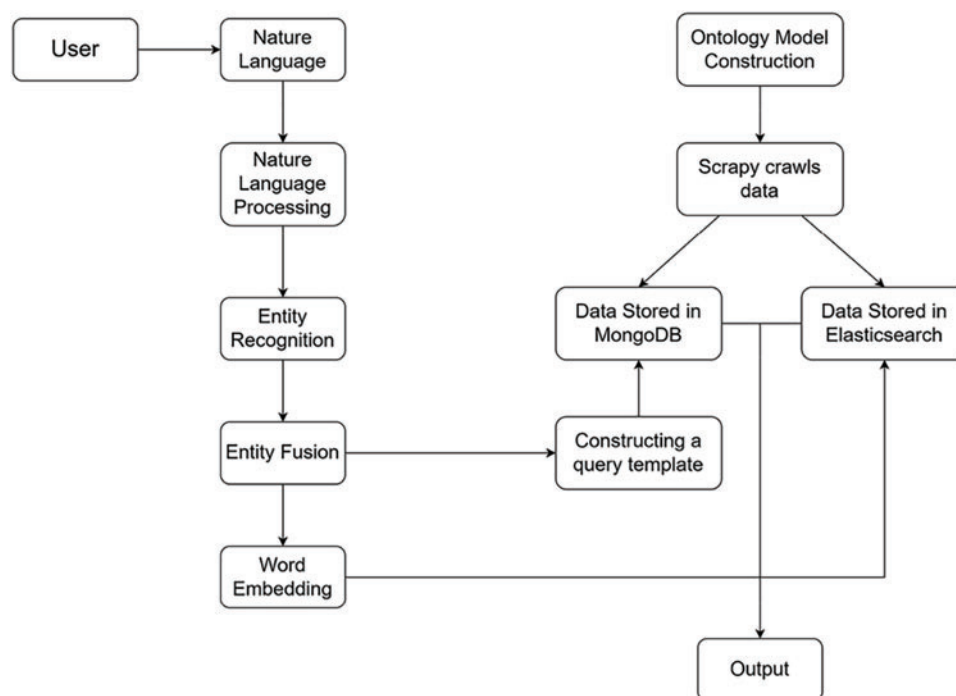 User
Nature
Language
Ontology Model
Construction
Nature
Language
Processing
Scrapy crawls
data
Entity
Recognition
Data Stored in
MongoDB
Data Stored in
Elasticsearch
Entity Fusion
Constructing a
query template
Word
Embedding
Output